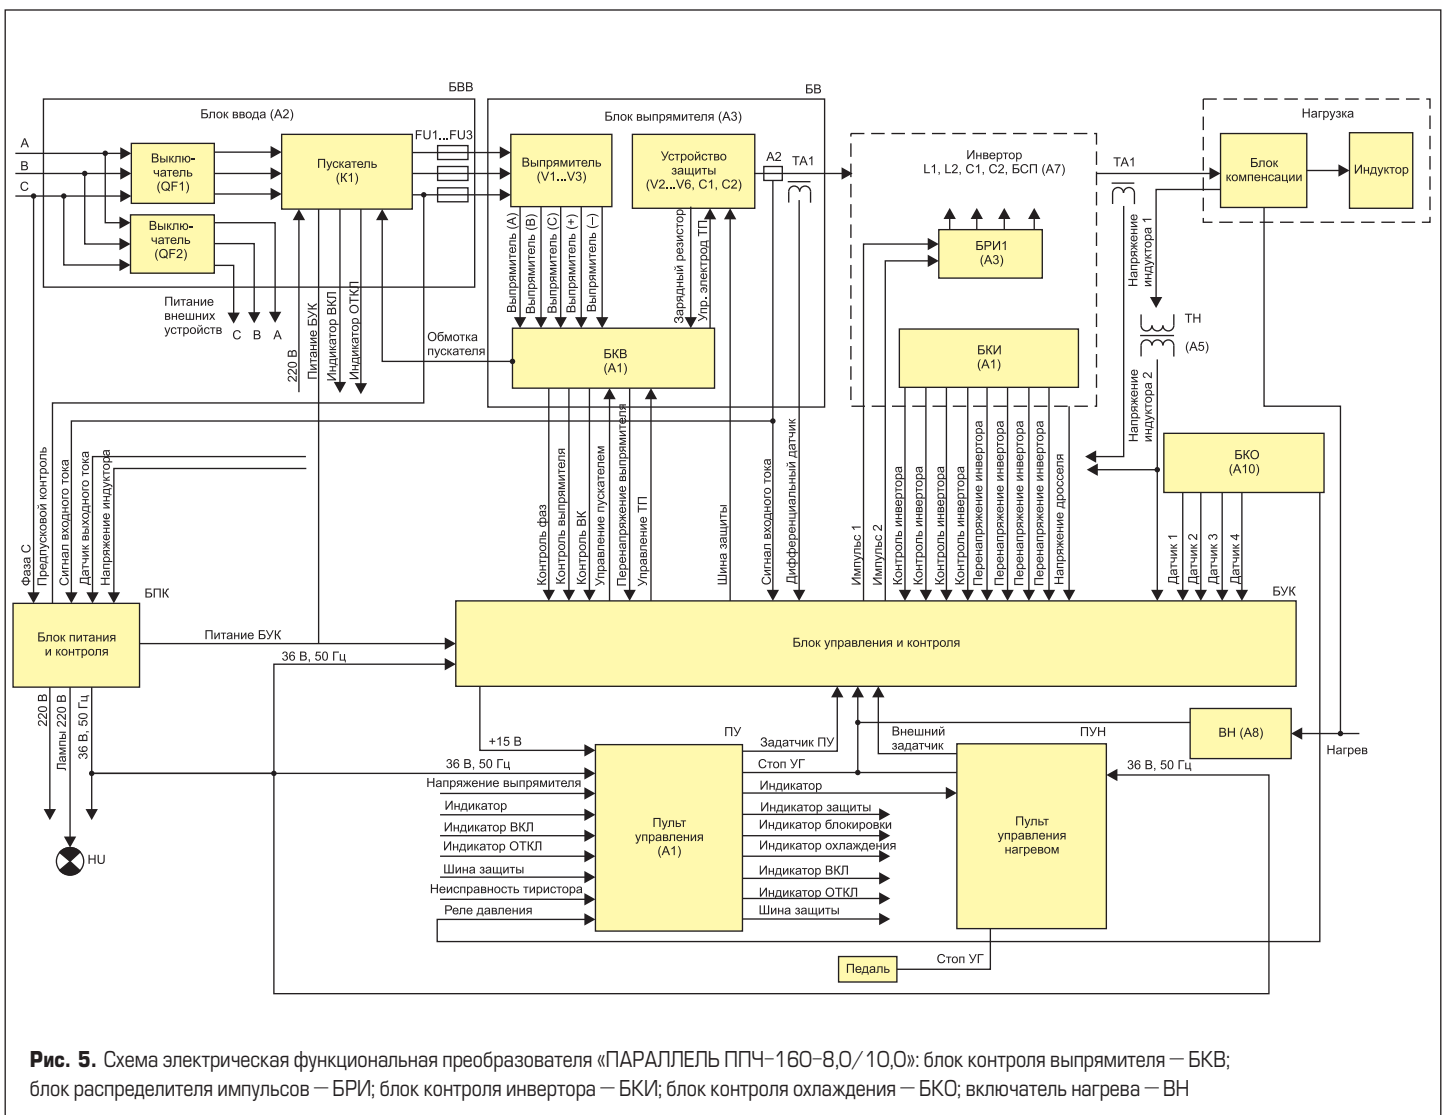 БВВ
БВ
Блок ввода (А2)
Блок выпрямителя (А3)
Нагрузка
A
B
C
Выклю-
чатель
(QF1)
Пускатель
(К1)
FU1...FU3
Выпрямитель
(V1...V3)
Устройство
защиты
(V2...V6, C1, C2)
А2
ТА1
Инвертор
L1, L2, C1, C2, БСП (А7)
ТА1
Блок
компенсации
Индуктор
Выклю-
чатель
(QF2)
БРИ1
(А3)
Питание
внешних
устройств
C
B
A
220 В
Питание БУК
Индикатор ВКЛ
Индикатор ОТКЛ
Обмотка
пускателя
Выпрямитель (А)
Выпрямитель (В)
Выпрямитель (С)
Выпрямитель (+)
Выпрямитель (–)
Зарядный резистор
Упр. электрод ТП
БКВ
(А1)
БКИ
(А1)
Напряжение
индуктора 1
ТН
(А5)
Напряжение
индуктора 2
БКО
(А10)
Фаза С
Предпусковой контроль
Сигнал входного тока
Датчик выходного тока
Напряжение индуктора
Контроль фаз
Контроль выпрямителя
Контроль ВК
Управление пускателем
Перенапряжение выпрямителя
Управление ТП
Шина защиты
Сигнал входного тока
Дифференциальный датчик
Импульс 1
Импульс 2
Контроль инвертора
Контроль инвертора
Контроль инвертора
Контроль инвертора
Перенапряжение инвертора
Перенапряжение инвертора
Перенапряжение инвертора
Перенапряжение инвертора
Напряжение дросселя
Датчик 1
Датчик 2
Датчик 3
Датчик 4
БПК
БУК
Блок питания
и контроля
Питание БУК
36 В, 50 Гц
Блок управления и контроля
220 В
Лампы 220 В
36 В, 50 Гц
HU
+15 В
ПУ
36 В, 50 Гц
Напряжение выпрямителя
Индикатор
Индикатор ВКЛ
Индикатор ОТКЛ
Шина защиты
Неисправность тиристора
Реле давления
Пульт
управления
(А1)
Задатчик ПУ
Стоп УГ
Индикатор
Индикатор защиты
Индикатор блокировки
Индикатор охлаждения
Индикатор ВКЛ
Индикатор ОТКЛ
Шина защиты
Внешний
задатчик
ПУН
Пульт
управления
нагревом
ВН (А8)
Нагрев
36 В, 50 Гц
Педаль
Стоп УГ
Рис. 5. Схема электрическая функциональная преобразователя «ПАРАЛЛЕЛЬ ППЧ–160–8,0/10,0»: блок контроля выпрямителя — БКВ;
блок распределителя импульсов — БРИ; блок контроля инвертора — БКИ; блок контроля охлаждения — БКО; включатель нагрева — ВН